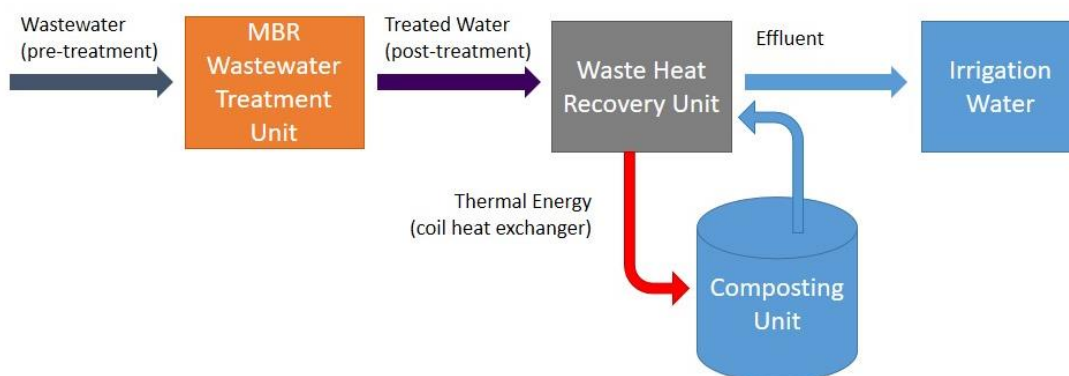 Wastewater
(pre-treatment)
MBR
Wastewater
Treatment
Unit
Treated Water
(post-treatment)
Waste Heat
Recovery Unit
Effluent
Irrigation
Water
Thermal Energy
(coil heat exchanger)
Composting
Unit